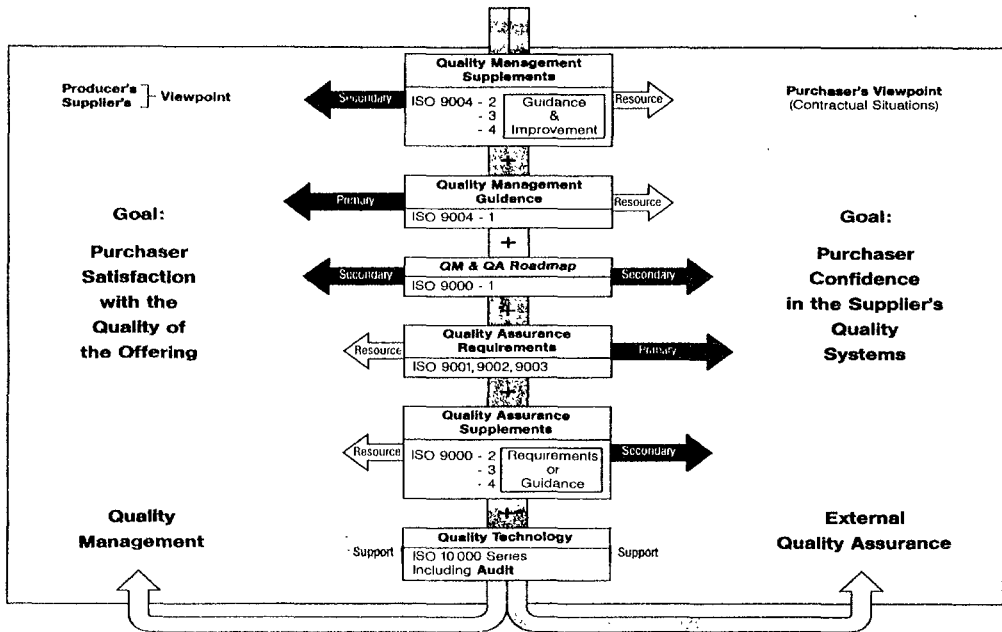 Quality Management
Supplements
ISO 9004 - 2
- 3
- 4
Guidance
&
Improvement
Secondary
Resource
Producer's
Supplier's
Viewpoint
Purchaser's Viewpoint
(Contractual Situations)
Quality Management
Guidance
ISO 9004 - 1
Primary
Resource
Goal:
Purchaser
Satisfaction
with the
Quality of
the Offering
Goal:
Purchaser
Confidence
in the Supplier's
Quality
Systems
+
+
QM & QA Roadmap
ISO 9000 - 1
Secondary
Secondary
+
Quality Assurance
Requirements
ISO 9001, 9002, 9003
Resource
Primary
+
Quality Assurance
Supplements
ISO 9000 - 2
- 3
- 4
Requirements
or
Guidance
Resource
Secondary
+
Quality
Management
External
Quality Assurance
Quality Technology
ISO 10 000 Series
Including Audit
Support
Support